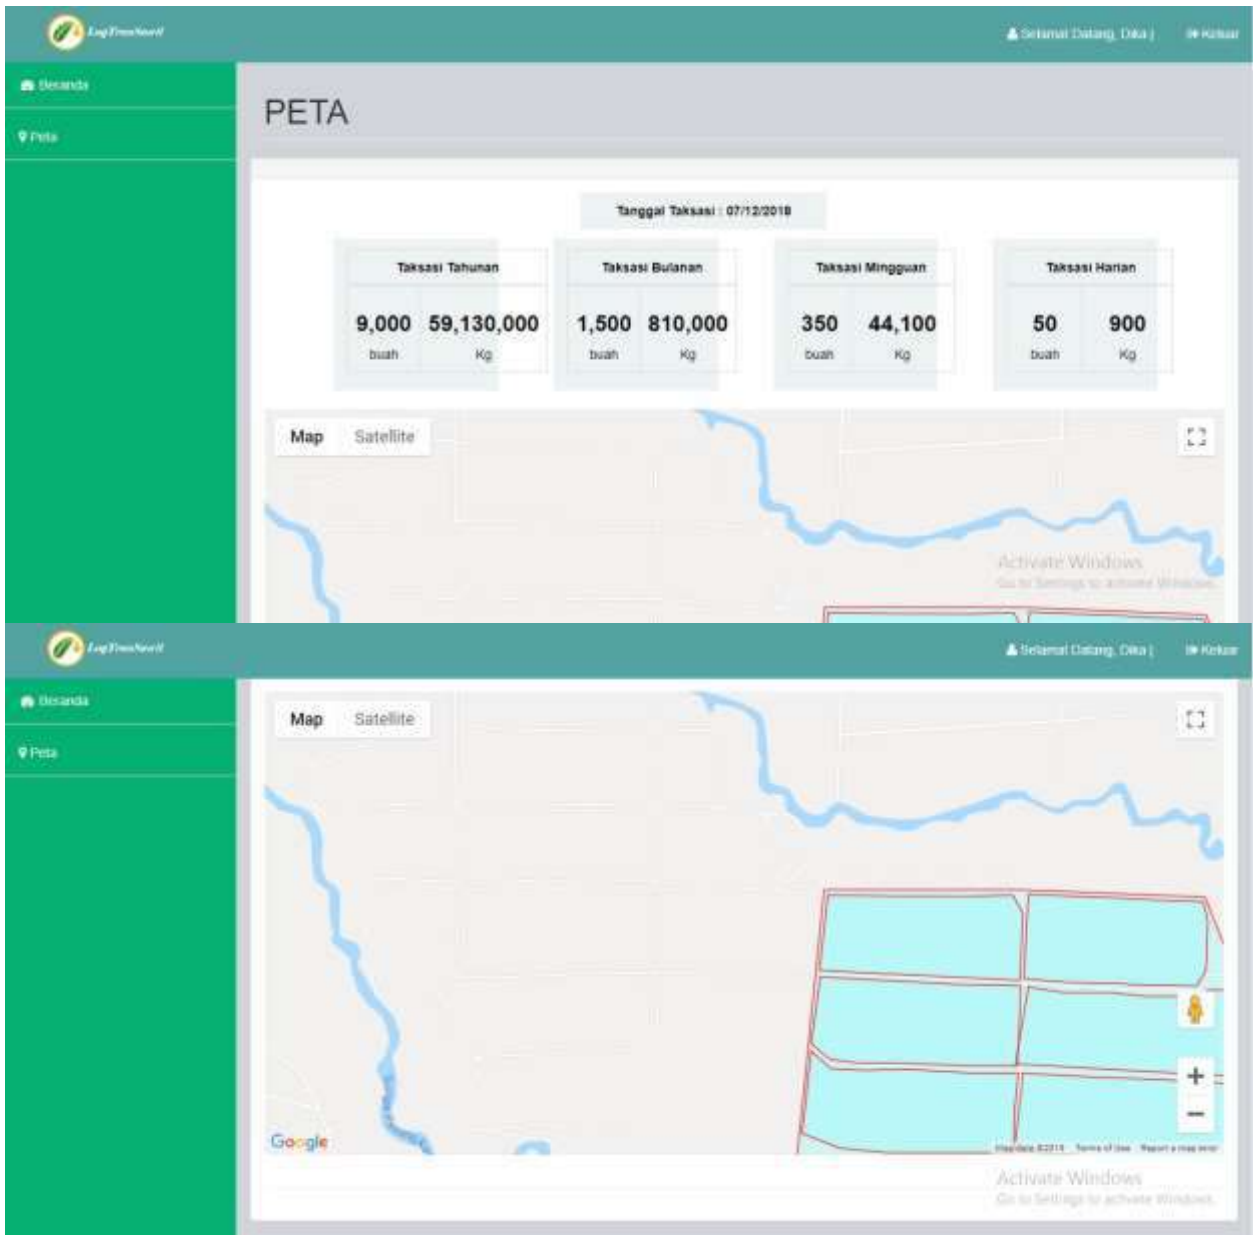 Selamat Datang, Dika |
Keluar
Beranda
Peta
PETA
Tanggal Taksasi : 07/12/2018
Taksasi Tahunan
9,000 59,130,000
buah Kg
Taksasi Bulanan
1,500 810,000
buah Kg
Taksasi Mingguan
350 44,100
buah Kg
Taksasi Harian
50 900
buah Kg
Map Satellite
Activate Windows
Go to Settings to activate Windows.
Selamat Datang, Dika |
Keluar
Beranda
Peta
Map Satellite
Google
Map data ©2018 Terms of Use Report a map error
Activate Windows
Go to Settings to activate Windows.